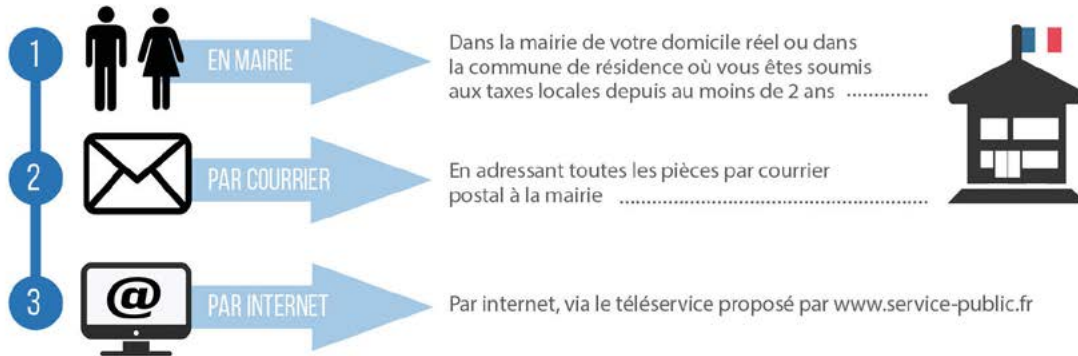 1
EN MAIRIE
Dans la mairie de votre domicile réel ou dans
la commune de résidence où vous êtes soumis
aux taxes locales depuis au moins de 2 ans ................
2
PAR COURRIER
En adressant toutes les pièces par courrier
postal à la mairie ............................................................
3
@
PAR INTERNET
Par internet, via le téléservice proposé par www.service-public.fr